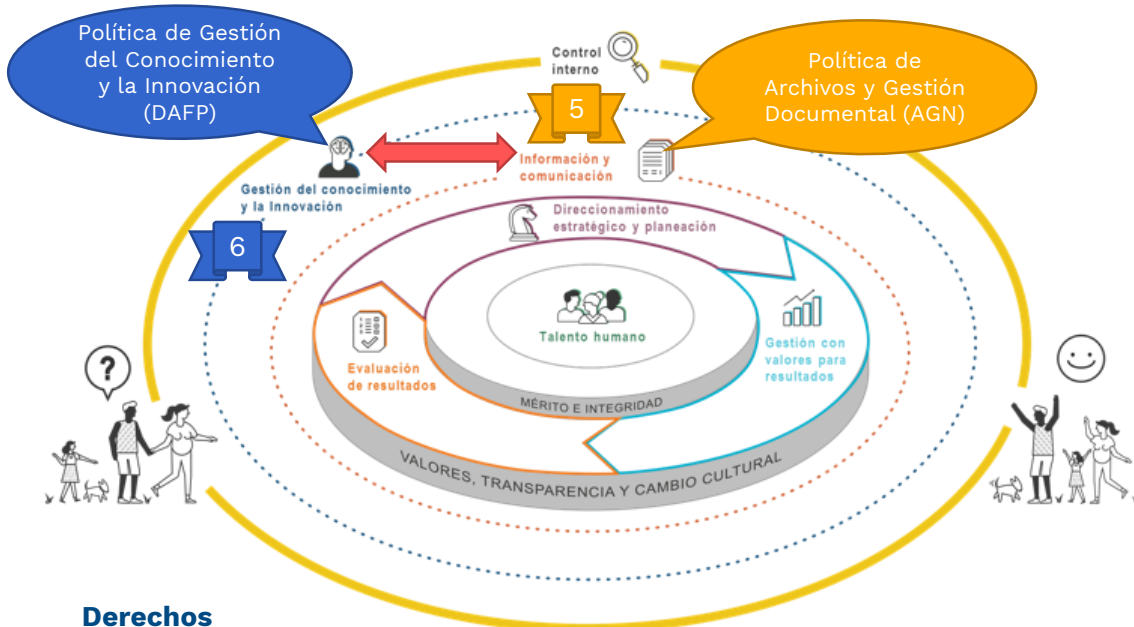 Política de Gestión
del Conocimiento
y la Innovación
(DAFP)
Control
interno
5
Política de
Archivos y Gestión
Documental (AGN)
Información y
comunicación
Gestión del conocimiento
y la Innovación
6
Direccionamiento
estratégico y planeación
Talento humano
Gestión con
valores para
resultados
Evaluación
de resultados
MÉRITO E INTEGRIDAD
VALORES, TRANSPARENCIA Y CAMBIO CULTURAL
?
Derechos